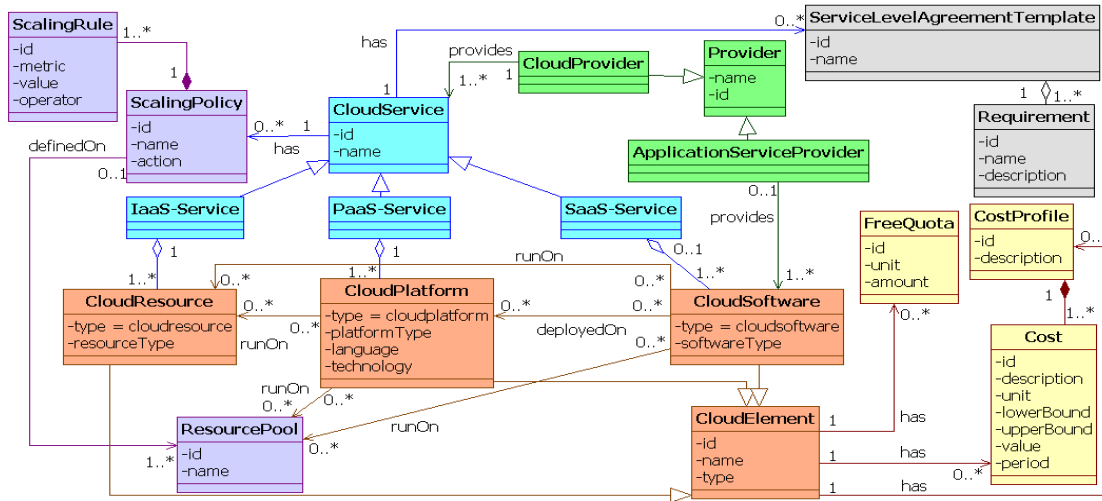 ScalingRule
-id
-metric
-value
-operator
1..*
1
ScalingPolicy
-id
-name
-action
0..1
definedOn
0..*
1
has
has
1
CloudService
-id
-name
provides
1
1..*
CloudProvider
Provider
-name
-id
ApplicationServiceProvider
0..1
provides
1..*
0..*
ServiceLevelAgreementTemplate
-id
-name
1
1..*
Requirement
-id
-name
-description
IaaS-Service
1
1..*
PaaS-Service
1
1..*
SaaS-Service
0..1
1..*
FreeQuota
-id
-unit
-amount
0..*
CostProfile
-id
-description
0..
1
1..*
CloudResource
-type = cloudresource
-resourceType
runOn
0..*
0..*
0..*
runOn
CloudPlatform
-type = cloudplatform
-platformType
-language
-technology
0..*
0..*
deployedOn
0..*
CloudSoftware
-type = cloudsoftware
-softwareType
Cost
-id
-description
-unit
-lowerBound
-upperBound
-value
-period
runOn
0..*
0..*
runOn
0..*
1..*
ResourcePool
-id
-name
CloudElement
-id
-name
-type
1
has
1
has
0..*
1
has